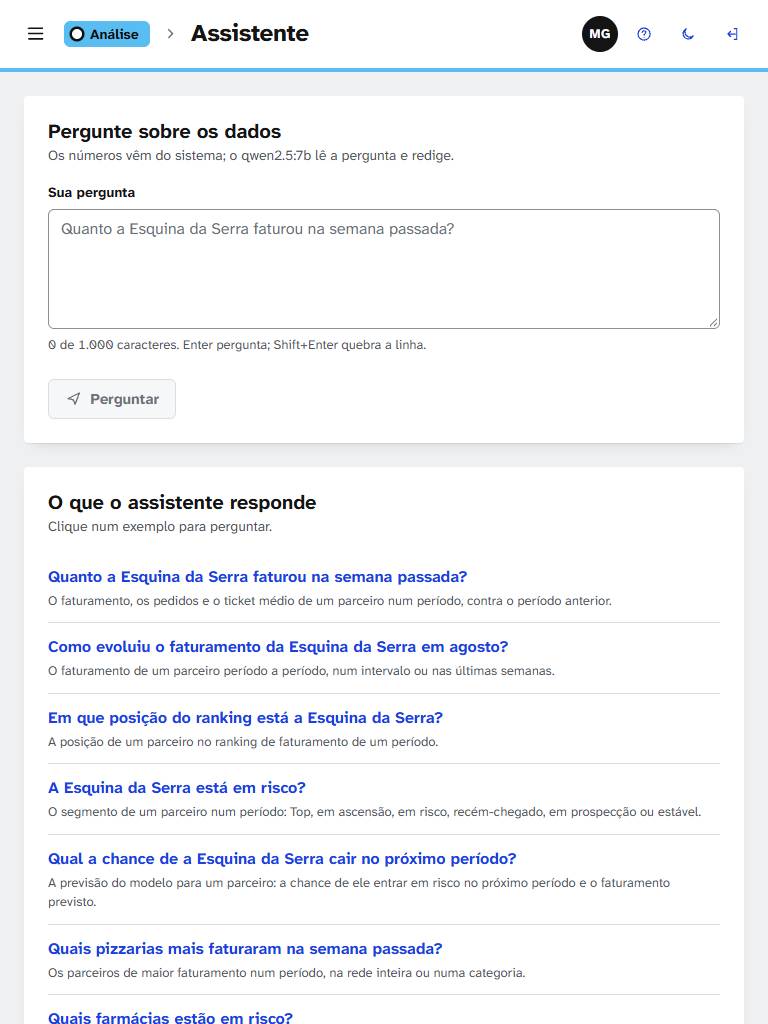 Análise
Assistente
MG
Pergunte sobre os dados
Os números vêm do sistema; o qwen2.5:7b lê a pergunta e redige.
Sua pergunta
Quanto a Esquina da Serra faturou na semana passada?
0 de 1.000 caracteres. Enter pergunta; Shift+Enter quebra a linha.
Perguntar
O que o assistente responde
Clique num exemplo para perguntar.
Quanto a Esquina da Serra faturou na semana passada?
O faturamento, os pedidos e o ticket médio de um parceiro num período, contra o período anterior.
Como evoluiu o faturamento da Esquina da Serra em agosto?
O faturamento de um parceiro período a período, num intervalo ou nas últimas semanas.
Em que posição do ranking está a Esquina da Serra?
A posição de um parceiro no ranking de faturamento de um período.
A Esquina da Serra está em risco?
O segmento de um parceiro num período: Top, em ascensão, em risco, recém-chegado, em prospecção ou estável.
Qual a chance de a Esquina da Serra cair no próximo período?
A previsão do modelo para um parceiro: a chance de ele entrar em risco no próximo período e o faturamento
previsto.
Quais pizzarias mais faturaram na semana passada?
Os parceiros de maior faturamento num período, na rede inteira ou numa categoria.
Quais farmácias estão em risco?